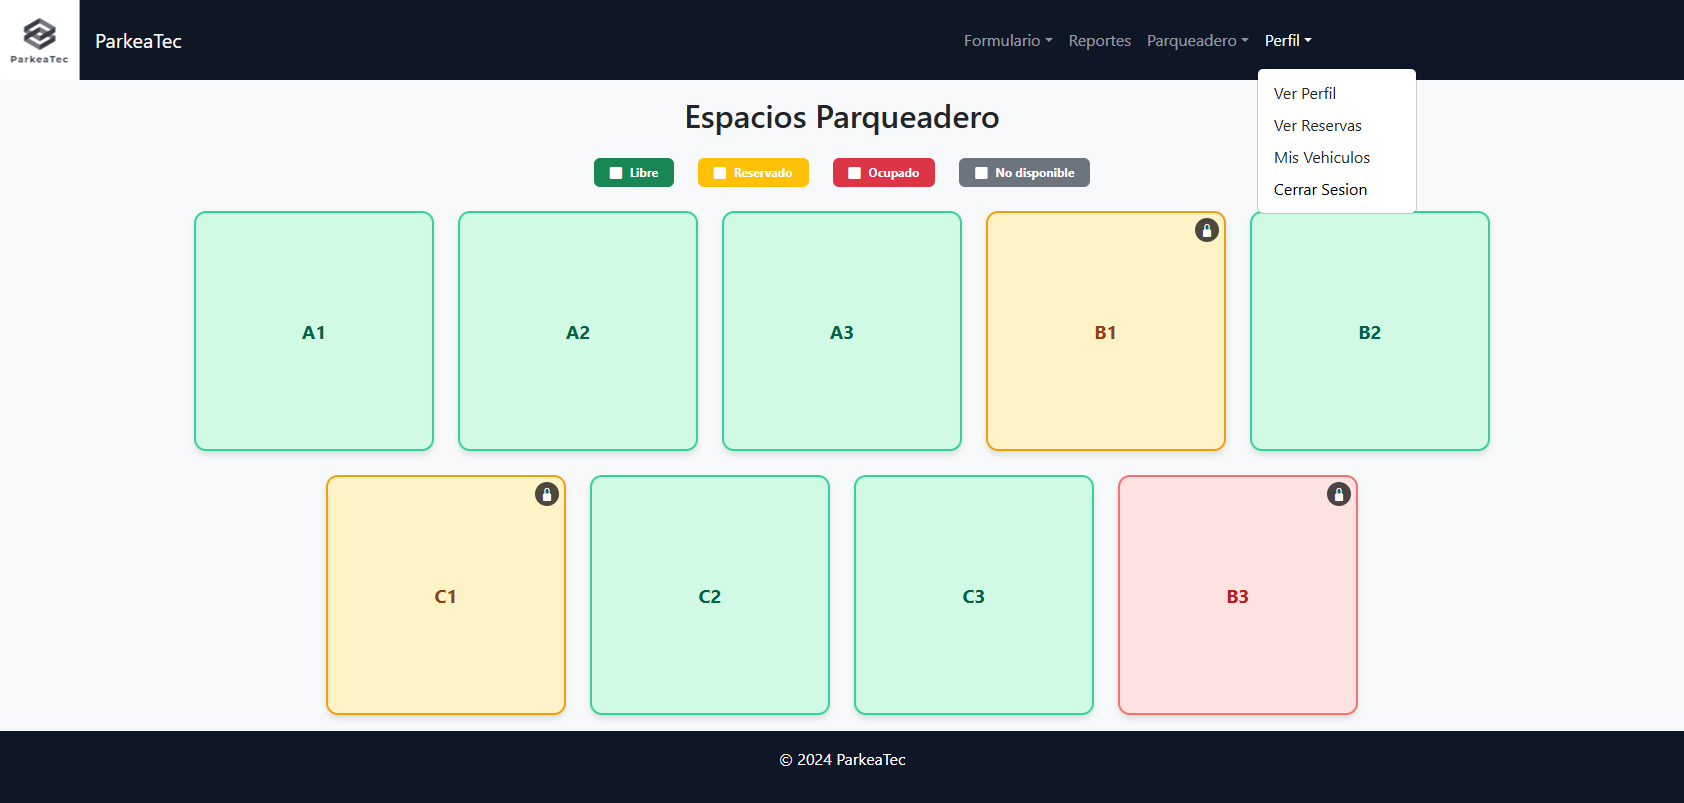 ParkeaTec
ParkeaTec
Formulario
Reportes
Parqueadero
Perfil
Ver Perfil
Ver Reservas
Mis Vehiculos
Cerrar Sesion
Espacios Parqueadero
Libre
Reservado
Ocupado
No disponible
A1
A2
A3
B1
B2
C1
C2
C3
B3
© 2024 ParkeaTec